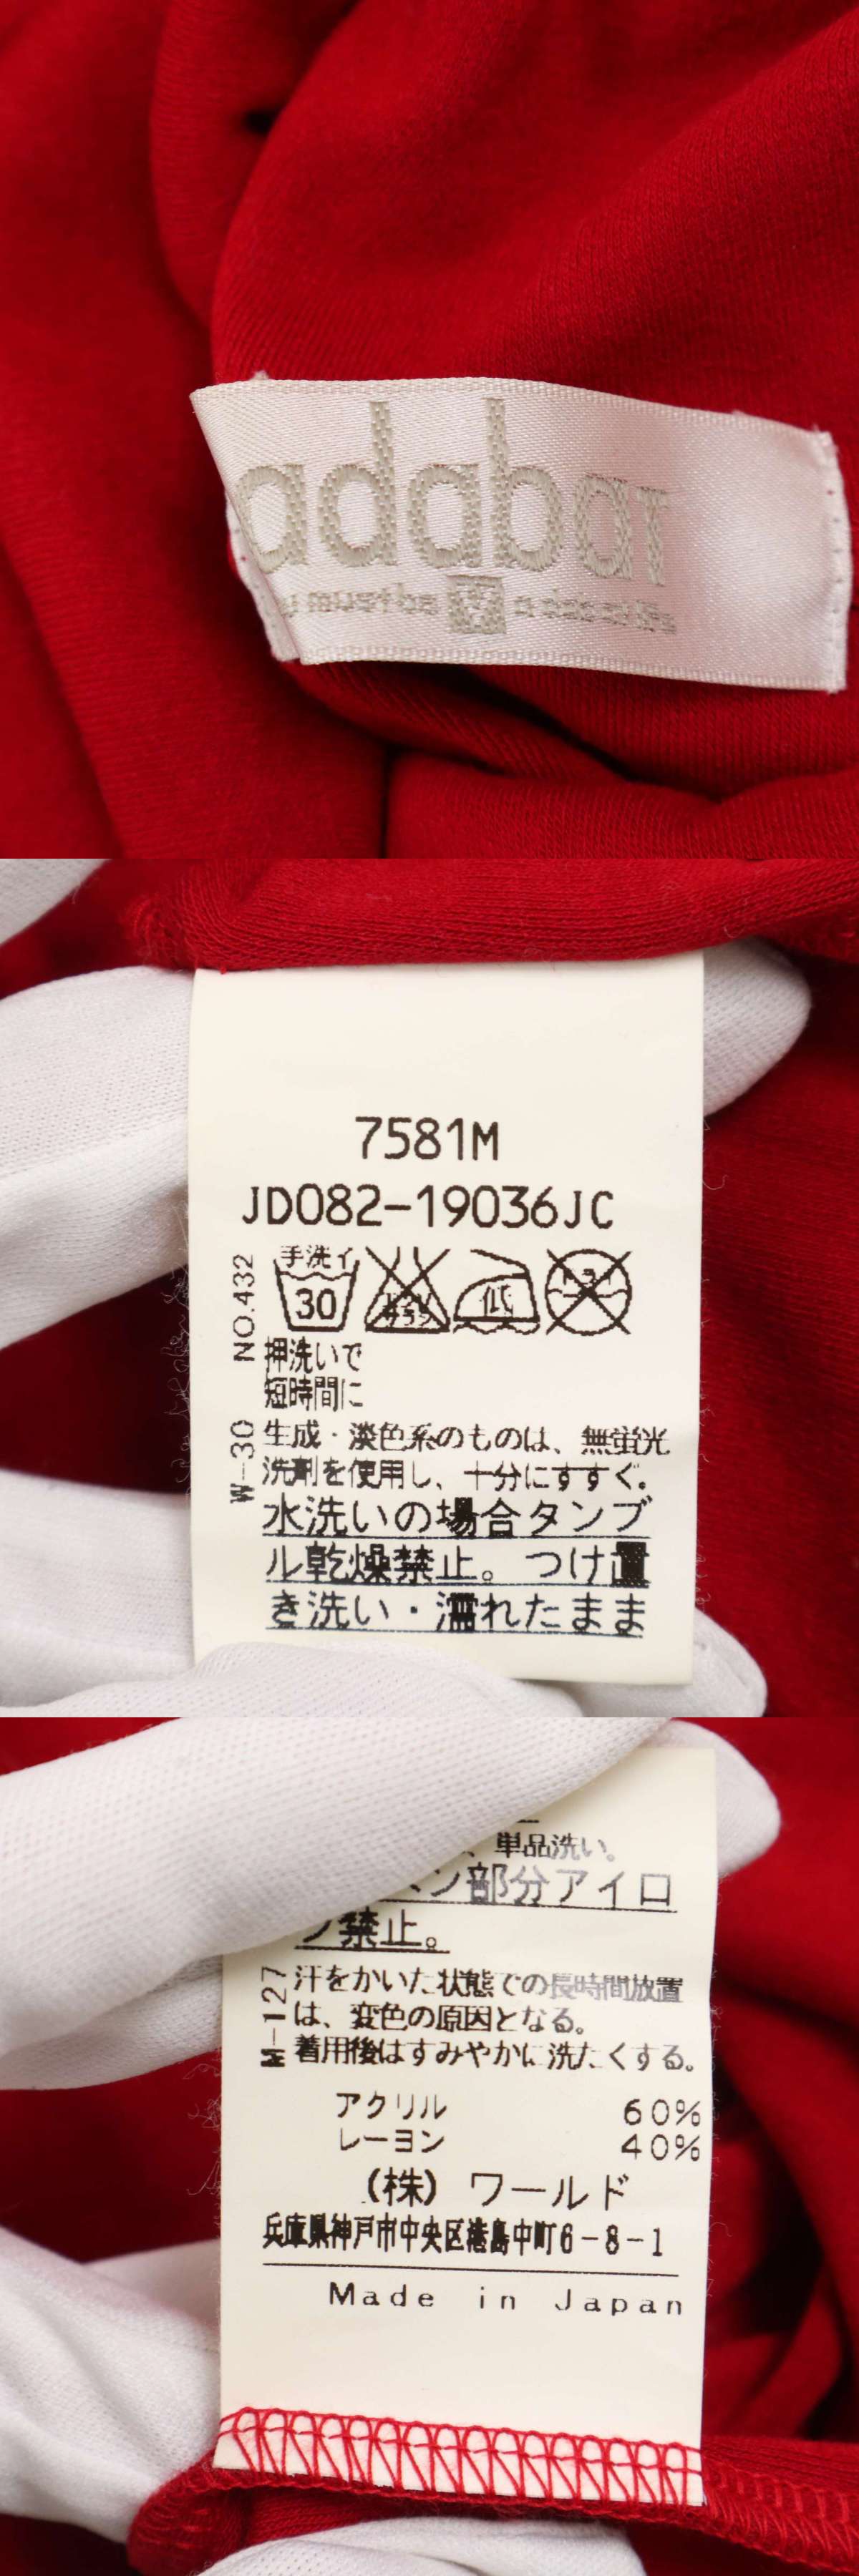 adabat
must be
7581M
JD082-19036JC
手洗イ
30
低
NO.432
押洗いで
短時間に
W-30
生成・淡色系のものは、無蛍光
洗剤を使用し、十分にすすぐ。
水洗いの場合タンブ
ル乾燥禁止。つけ置
き洗い・濡れたまま
、単品洗い。
ン部分アイロ
ン禁止。
M-127
汗をかいた状態での長時間放置
は、変色の原因となる。
着用後はすみやかに洗たくする。
アクリル 60%
レーヨン 40%
(株) ワールド
兵庫県神戸市中央区港島中町6-8-1
Made in Japan